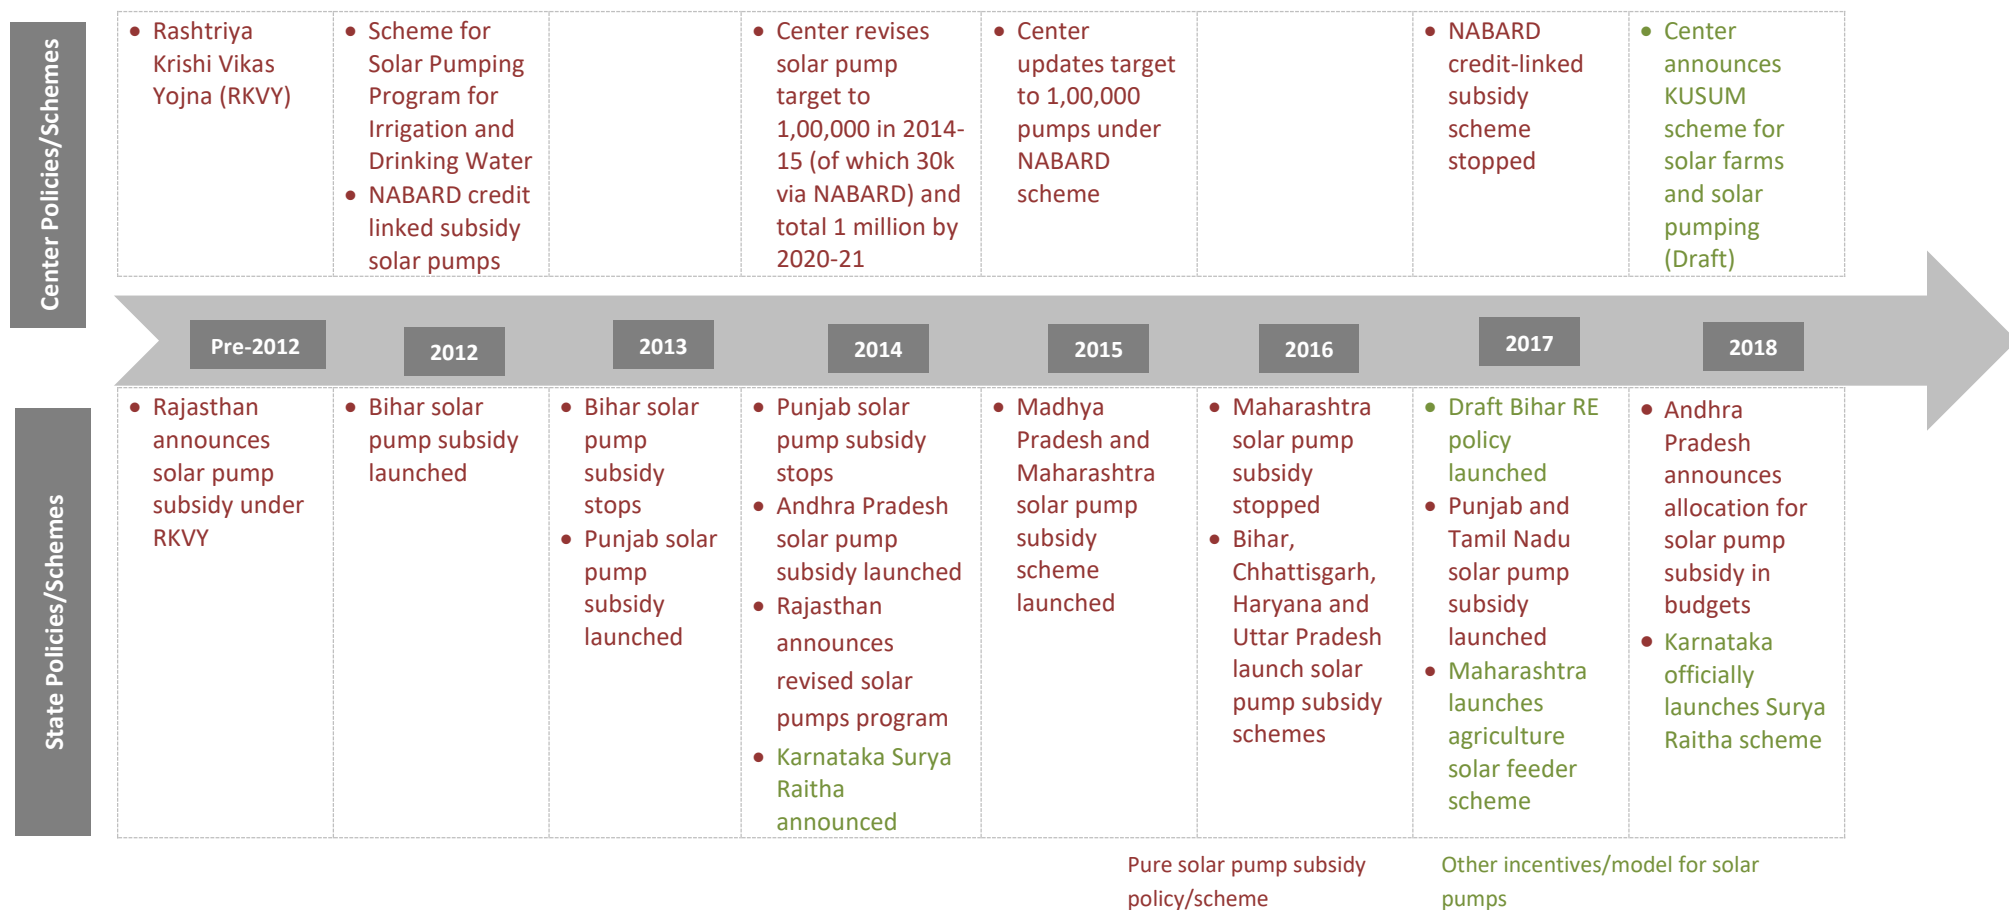 Center Policies/Schemes
• Rashtriya
Krishi Vikas
Yojna (RKVY)
• Scheme for
Solar Pumping
Program for
Irrigation and
Drinking Water
• NABARD credit
linked subsidy
solar pumps
• Center revises
solar pump
target to
1,00,000 in 2014-
15 (of which 30k
via NABARD) and
total 1 million by
2020-21
• Center
updates target
to 1,00,000
pumps under
NABARD
scheme
• NABARD
credit-linked
subsidy
scheme
stopped
• Center
announces
KUSUM
scheme for
solar farms
and solar
pumping
(Draft)
Pre-2012
2012
2013
2014
2015
2016
2017
2018
State Policies/Schemes
• Rajasthan
announces
solar pump
subsidy under
RKVY
• Bihar solar
pump subsidy
launched
• Bihar solar
pump
subsidy
stops
• Punjab solar
pump
subsidy
launched
• Punjab solar
pump subsidy
stops
• Andhra Pradesh
solar pump
subsidy launched
• Rajasthan
announces
revised solar
pumps program
• Karnataka Surya
Raitha
announced
• Madhya
Pradesh and
Maharashtra
solar pump
subsidy
scheme
launched
• Maharashtra
solar pump
subsidy
stopped
• Bihar,
Chhattisgarh,
Haryana and
Uttar Pradesh
launch solar
pump subsidy
schemes
• Draft Bihar RE
policy
launched
• Punjab and
Tamil Nadu
solar pump
subsidy
launched
• Maharashtra
launches
agriculture
solar feeder
scheme
• Andhra
Pradesh
announces
allocation for
solar pump
subsidy in
budgets
• Karnataka
officially
launches Surya
Raitha scheme
Pure solar pump subsidy
policy/scheme
Other incentives/model for solar
pumps